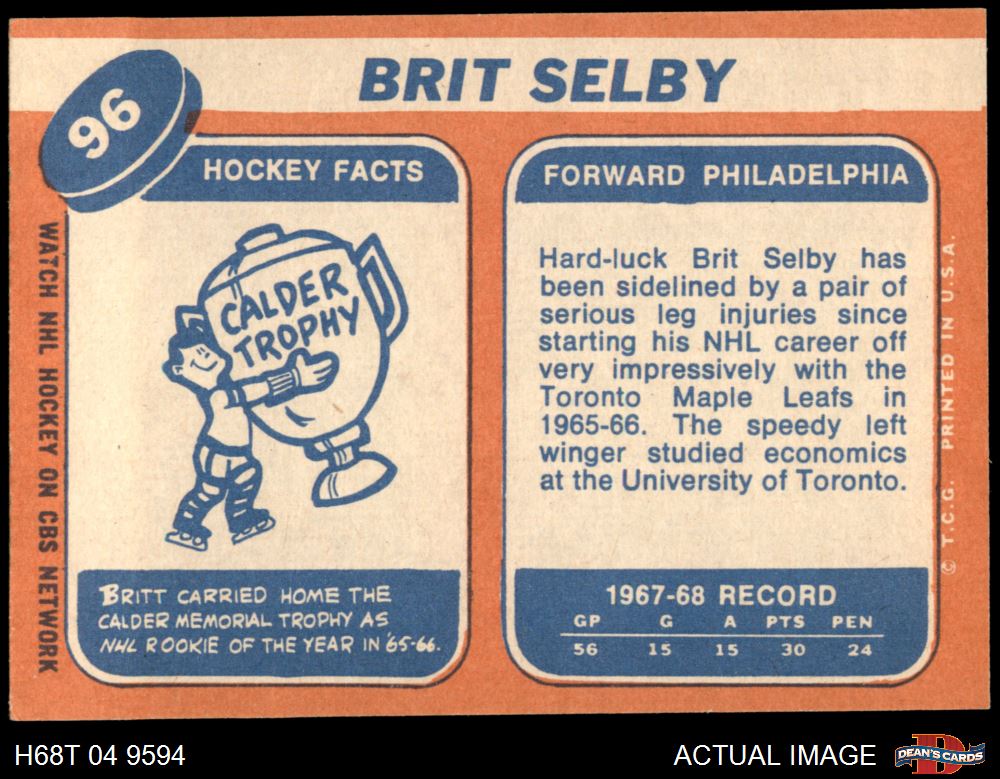 96
BRIT SELBY
HOCKEY FACTS
CALDER
TROPHY
BRITT CARRIED HOME THE
CALDER MEMORIAL TROPHY AS
NHL ROOKIE OF THE YEAR IN '65-66.
WATCH NHL HOCKEY ON CBS NETWORK
FORWARD PHILADELPHIA
Hard-luck Brit Selby has
been sidelined by a pair of
serious leg injuries since
starting his NHL career off
very impressively with the
Toronto Maple Leafs in
1965-66. The speedy left
winger studied economics
at the University of Toronto.
1967-68 RECORD
GP G A PTS PEN
56 15 15 30 24
© T.C.G. PRINTED IN U.S.A.
H68T 04 9594
ACTUAL IMAGE
DEAN'S CARDS